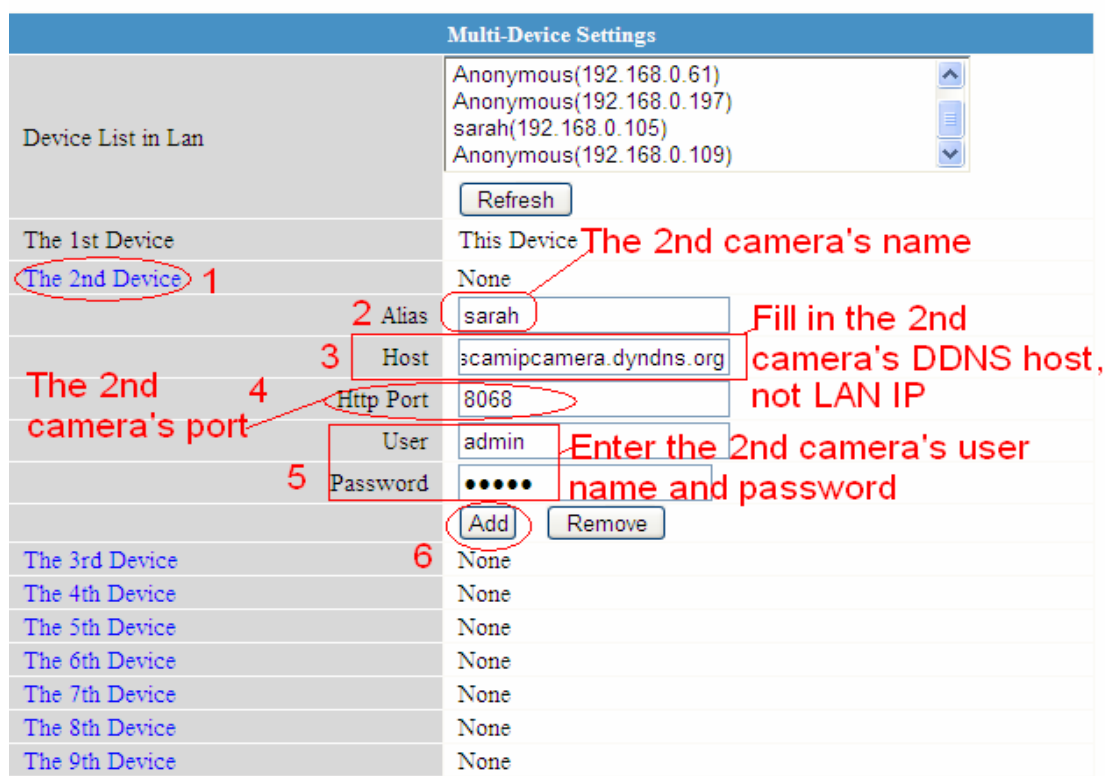 Multi-Device Settings
Device List in Lan
Anonymous(192.168.0.61)
Anonymous(192.168.0.197)
sarah(192.168.0.105)
Anonymous(192.168.0.109)
Refresh
The 1st Device This Device
The 2nd camera's name
The 2nd Device 1 None
2 Alias sarah
3 Host scamipcamera.dyndns.org
Fill in the 2nd
camera's DDNS host,
not LAN IP
The 2nd
camera's port
4 Http Port 8068
User admin
5 Password •••••
Enter the 2nd camera's user
name and password
Add Remove
6
The 3rd Device None
The 4th Device None
The 5th Device None
The 6th Device None
The 7th Device None
The 8th Device None
The 9th Device None